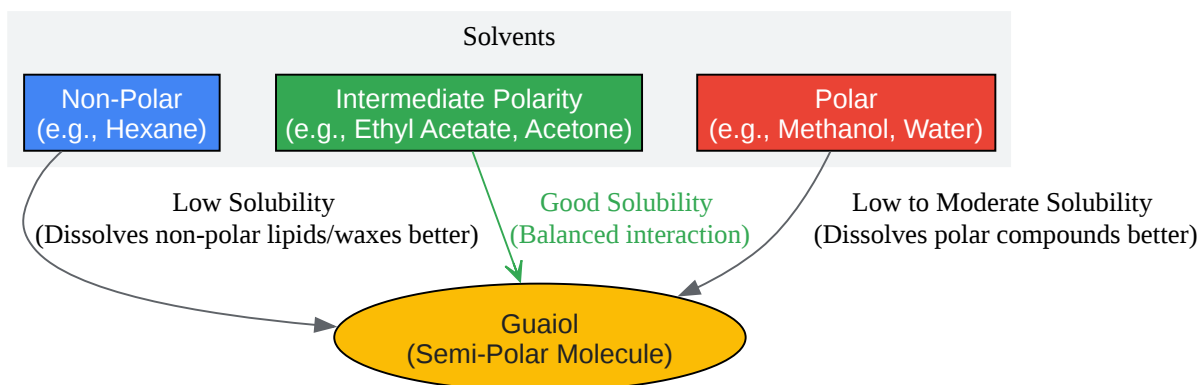 Solvents
Non-Polar
(e.g., Hexane)
Intermediate Polarity
(e.g., Ethyl Acetate, Acetone)
Polar
(e.g., Methanol, Water)
Low Solubility
(Dissolves non-polar lipids/waxes better)
Good Solubility
(Balanced interaction)
Low to Moderate Solubility
(Dissolves polar compounds better)
Guaiol
(Semi-Polar Molecule)